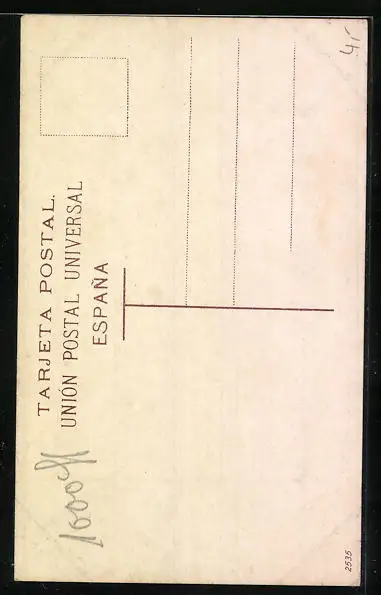 TARJETA POSTAL.
UNIÓN POSTAL UNIVERSAL
ESPAÑA
2535